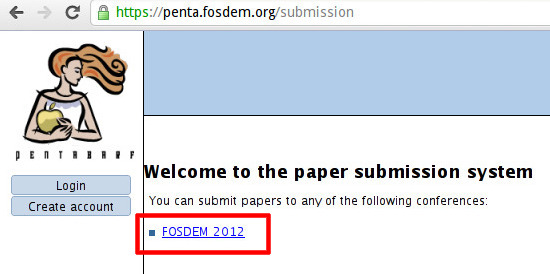 https://penta.fosdem.org/submission
PENTABARF
Login
Create account
Welcome to the paper submission system
You can submit papers to any of the following conferences:
FOSDEM 2012